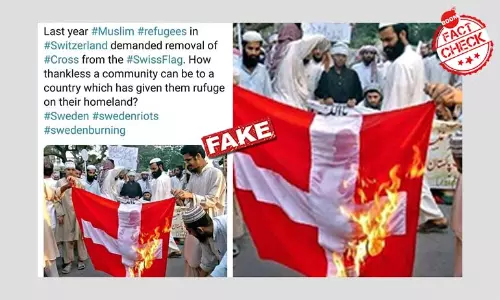 Last year #Muslim #refugees in
#Switzerland demanded removal of
#Cross from the #SwissFlag. How
thankless a community can be to a
country which has given them rufuge
on their homeland?
#Sweden #swedenriots
#swedenburning
FAKE
BOOM
FACT
CHECK